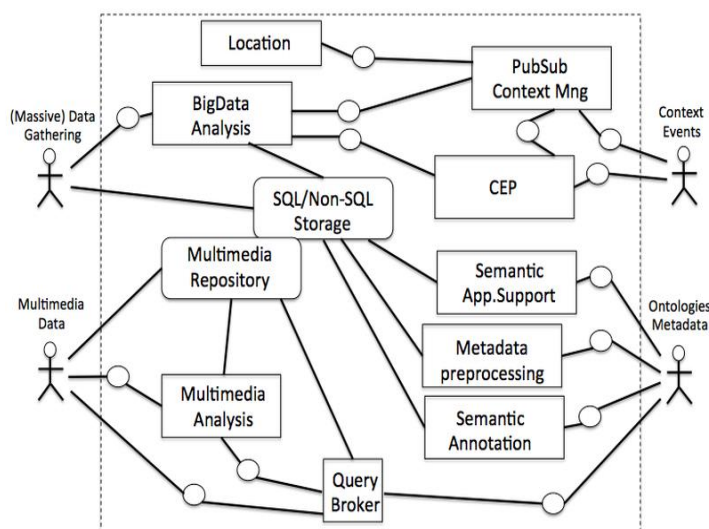 Location
PubSub
Context Mng
(Massive) Data
Gathering
BigData
Analysis
Context
Events
CEP
SQL/Non-SQL
Storage
Multimedia
Repository
Semantic
App.Support
Multimedia
Data
Ontologies
Metadata
Metadata
preprocessing
Multimedia
Analysis
Semantic
Annotation
Query
Broker